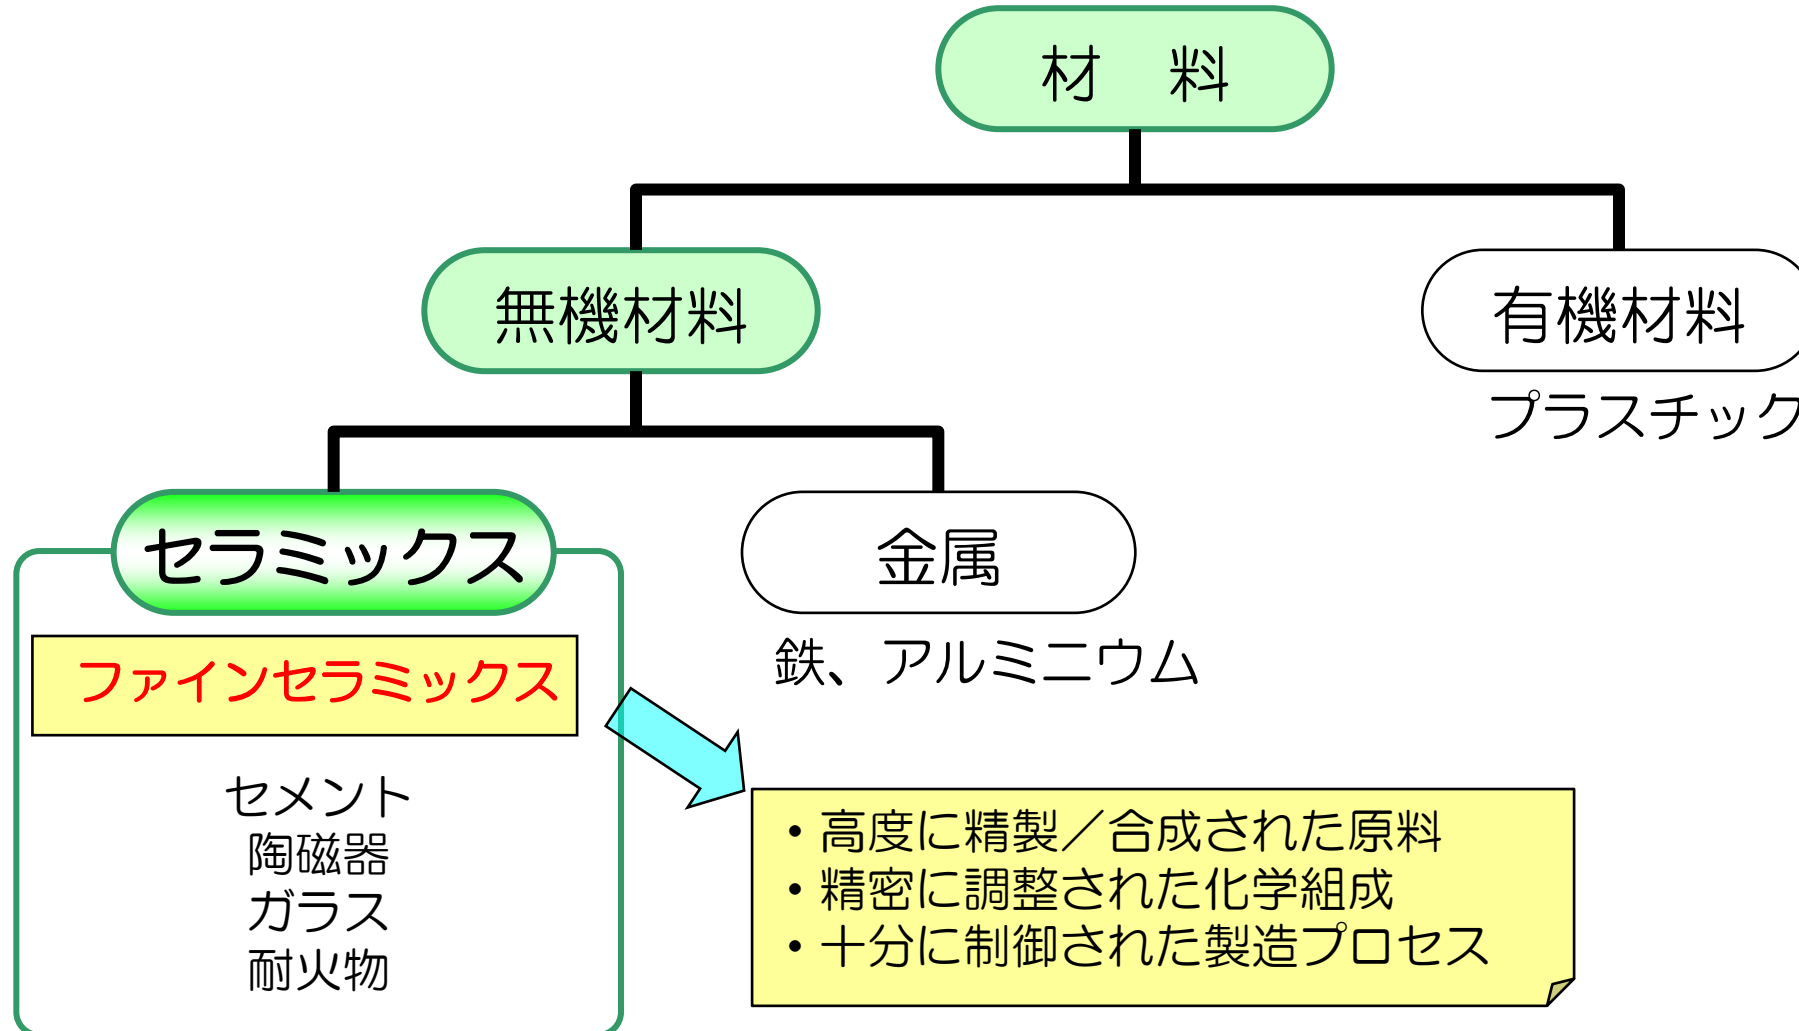 材　料
無機材料
有機材料
プラスチック
セラミックス
金属
鉄、アルミニウム
ファインセラミックス
セメント
陶磁器
ガラス
耐火物
・高度に精製／合成された原料
・精密に調整された化学組成
・十分に制御された製造プロセス